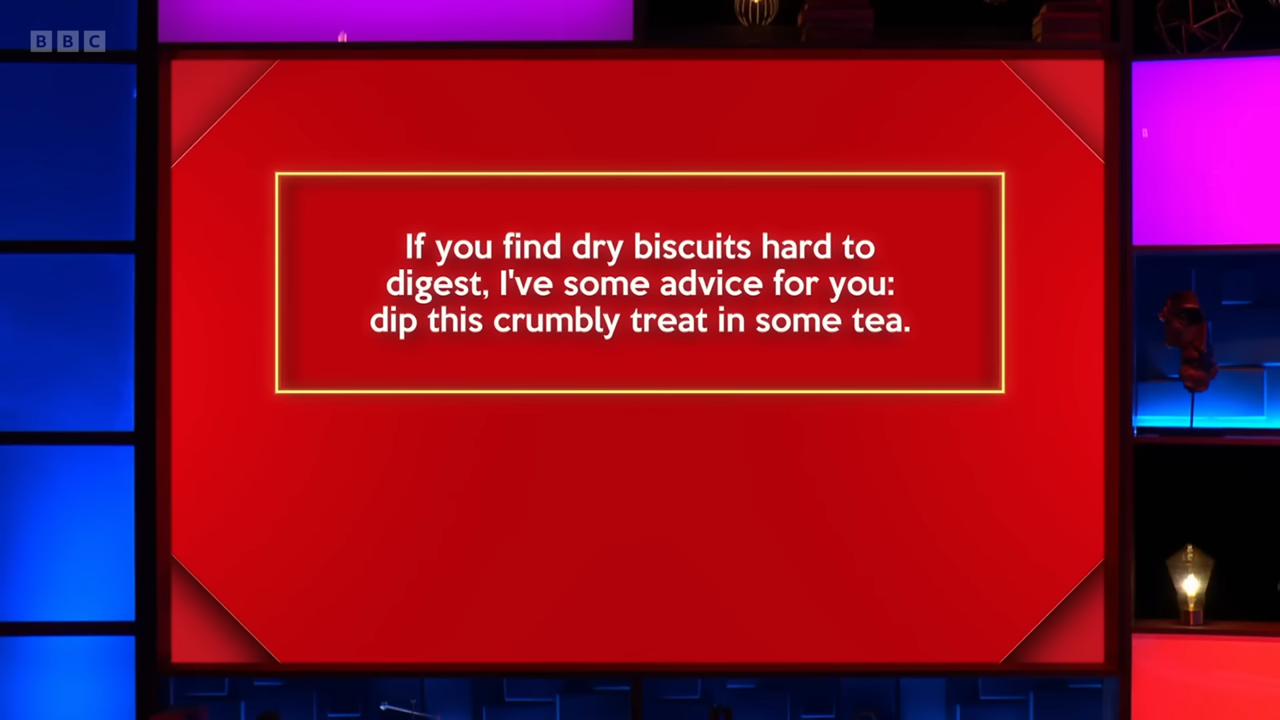 BBC
If you find dry biscuits hard to
digest, I've some advice for you:
dip this crumbly treat in some tea.